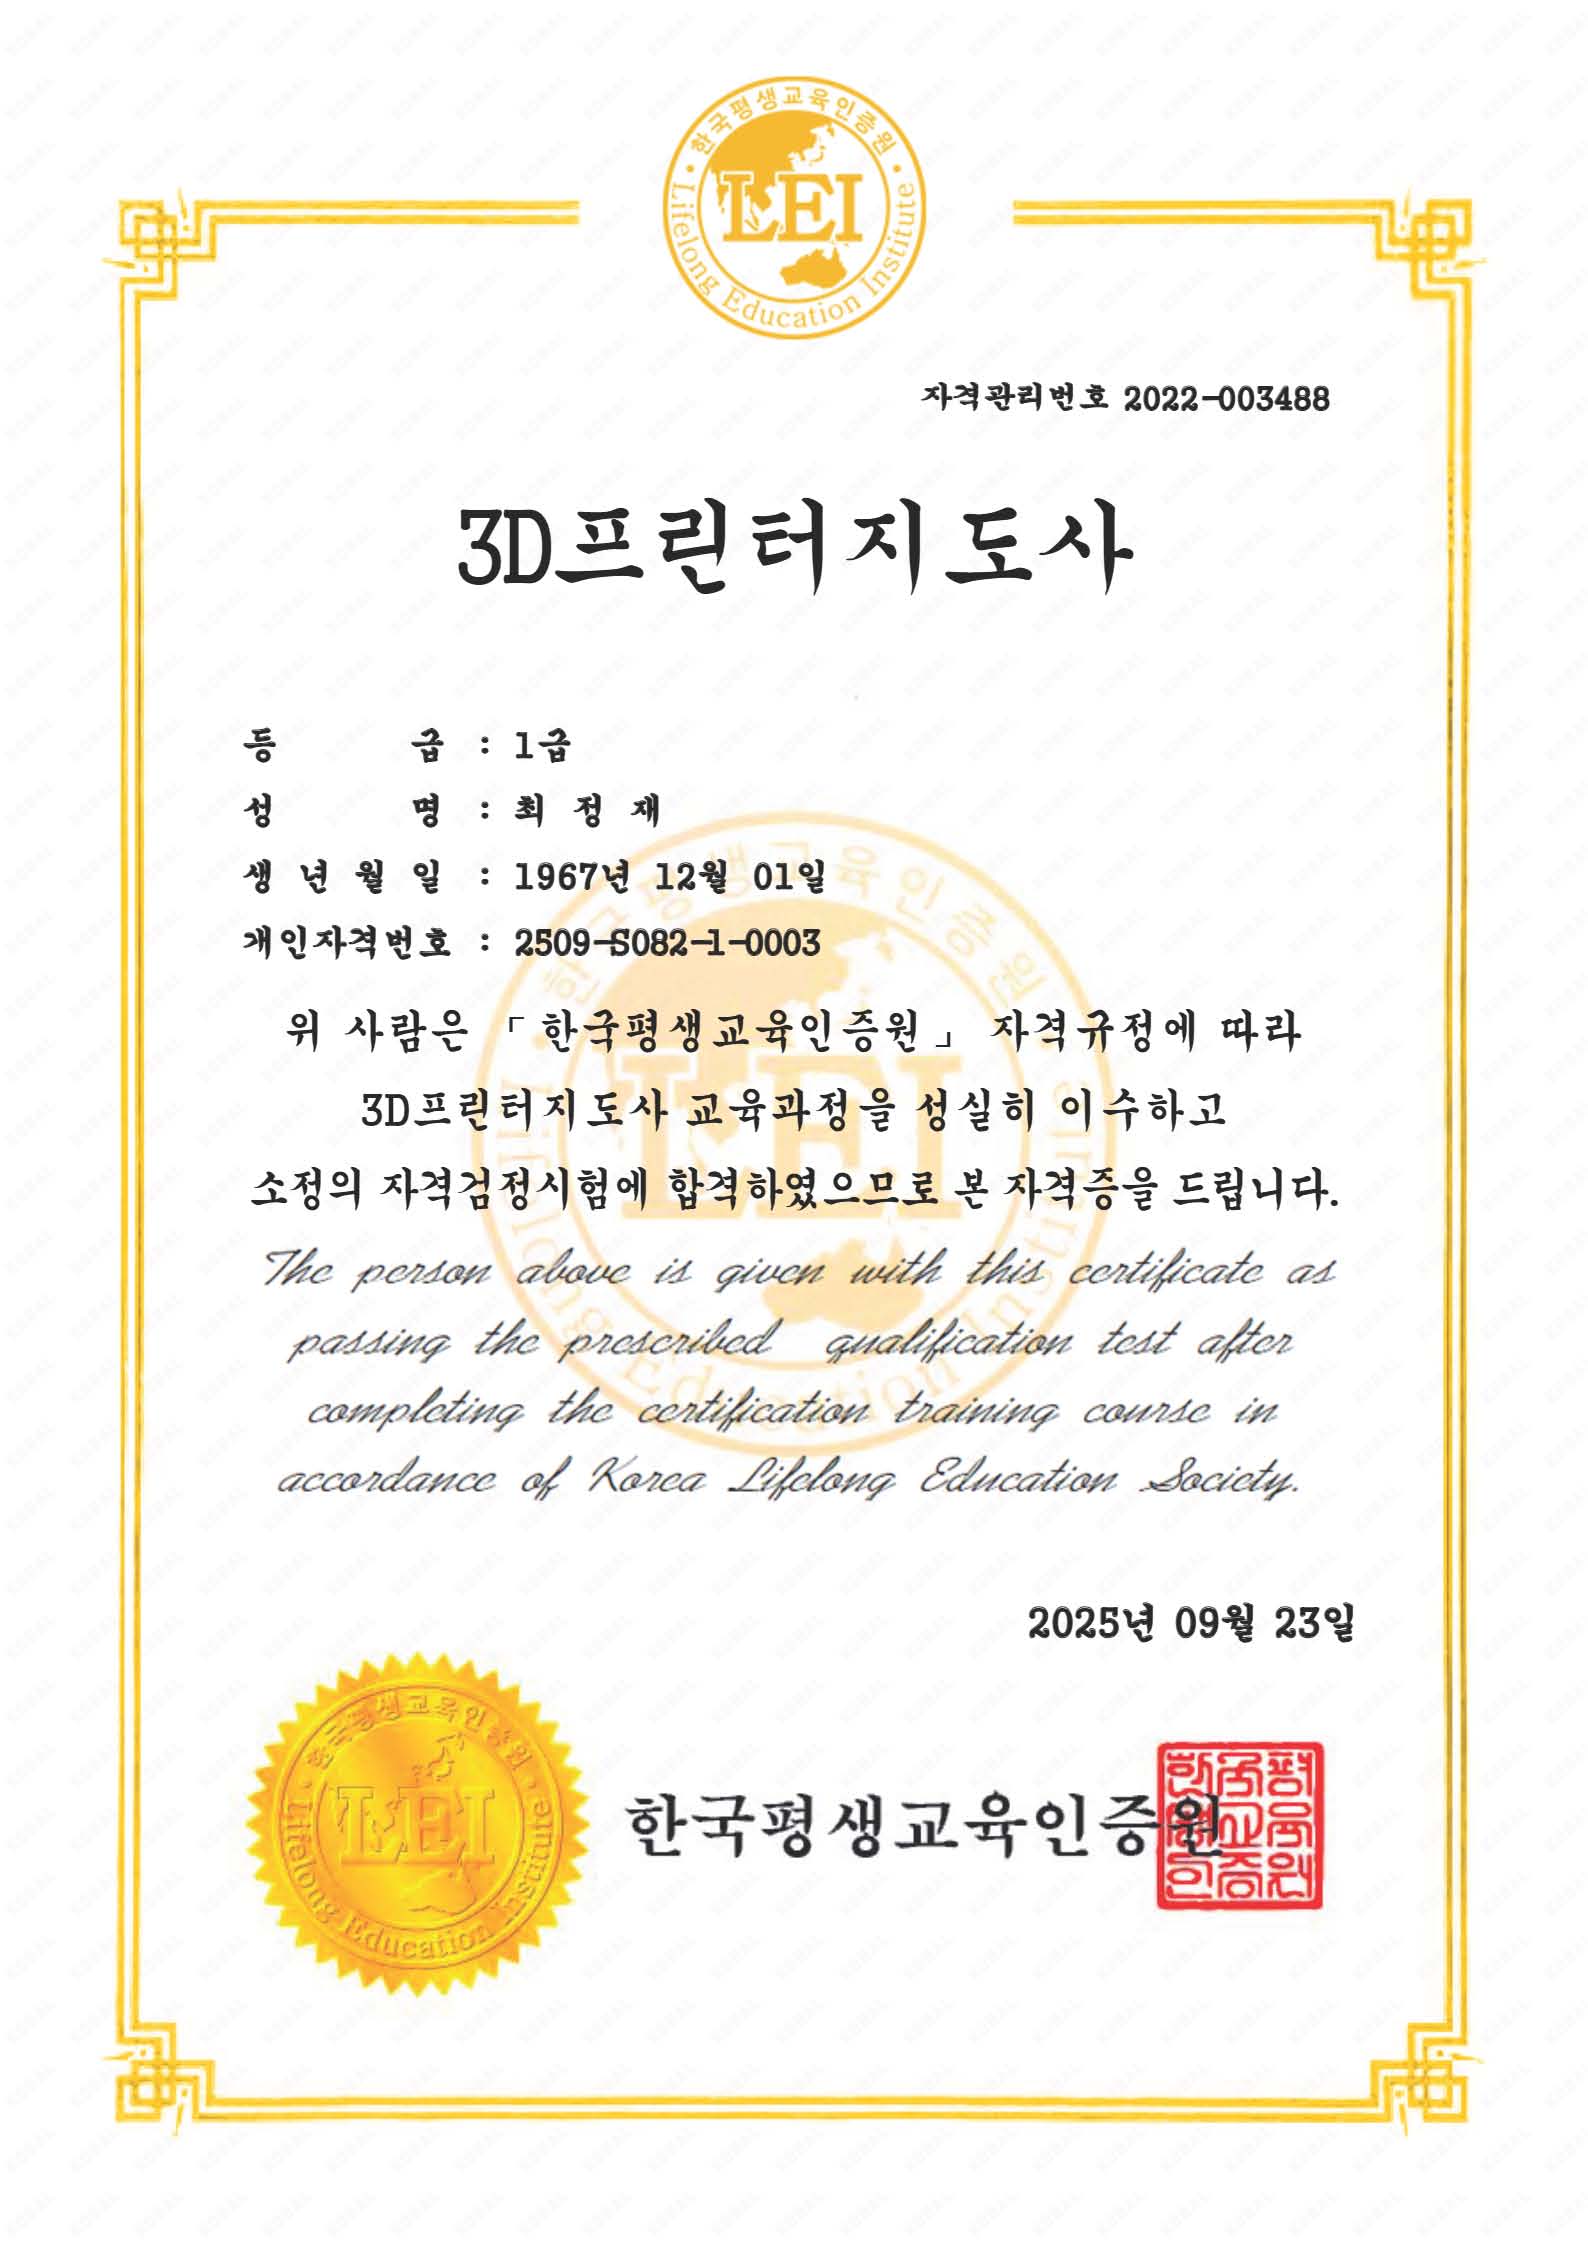 한국평생교육인증원
LEI
Lifelong Education Institute
자격관리번호 2022-003488
3D프린터지도사
등 급 : 1급
성 명 : 최 정 재
생 년 월 일 : 1967년 12월 01일
개인자격번호 : 2509-S082-1-0003
위 사람은 「한국평생교육인증원」 자격규정에 따라
3D프린터지도사 교육과정을 성실히 이수하고
소정의 자격검정시험에 합격하였으므로 본 자격증을 드립니다.
The person above is given with this certificate as
passing the prescribed qualification test after
completing the certification training course in
accordance of Korea Lifelong Education Society.
2025년 09월 23일
한국평생교육인증원
LEI
Lifelong Education Institute
한국평생교육인증원